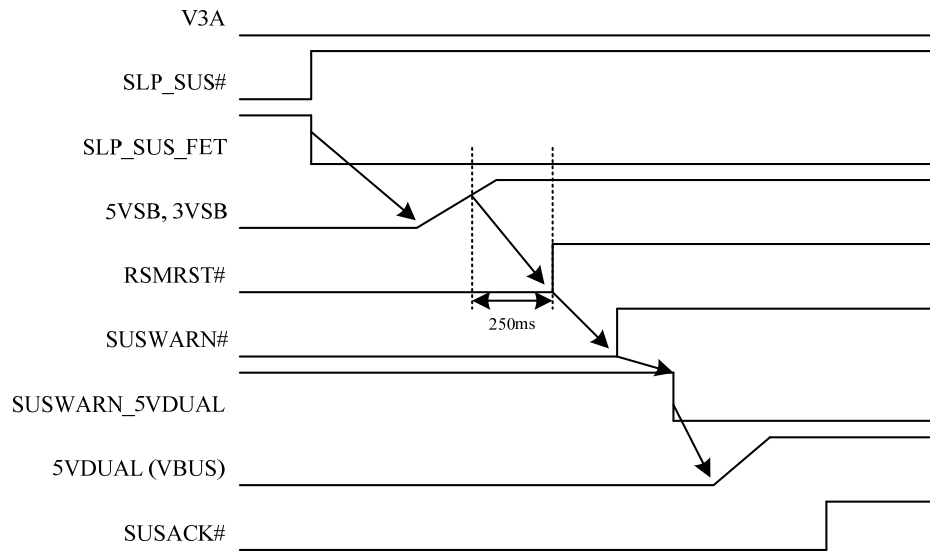 V3A
SLP_SUS#
SLP_SUS_FET
5VSB, 3VSB
RSMRST#
250ms
SUSWARN#
SUSWARN_5VDUAL
5VDUAL (VBUS)
SUSACK#